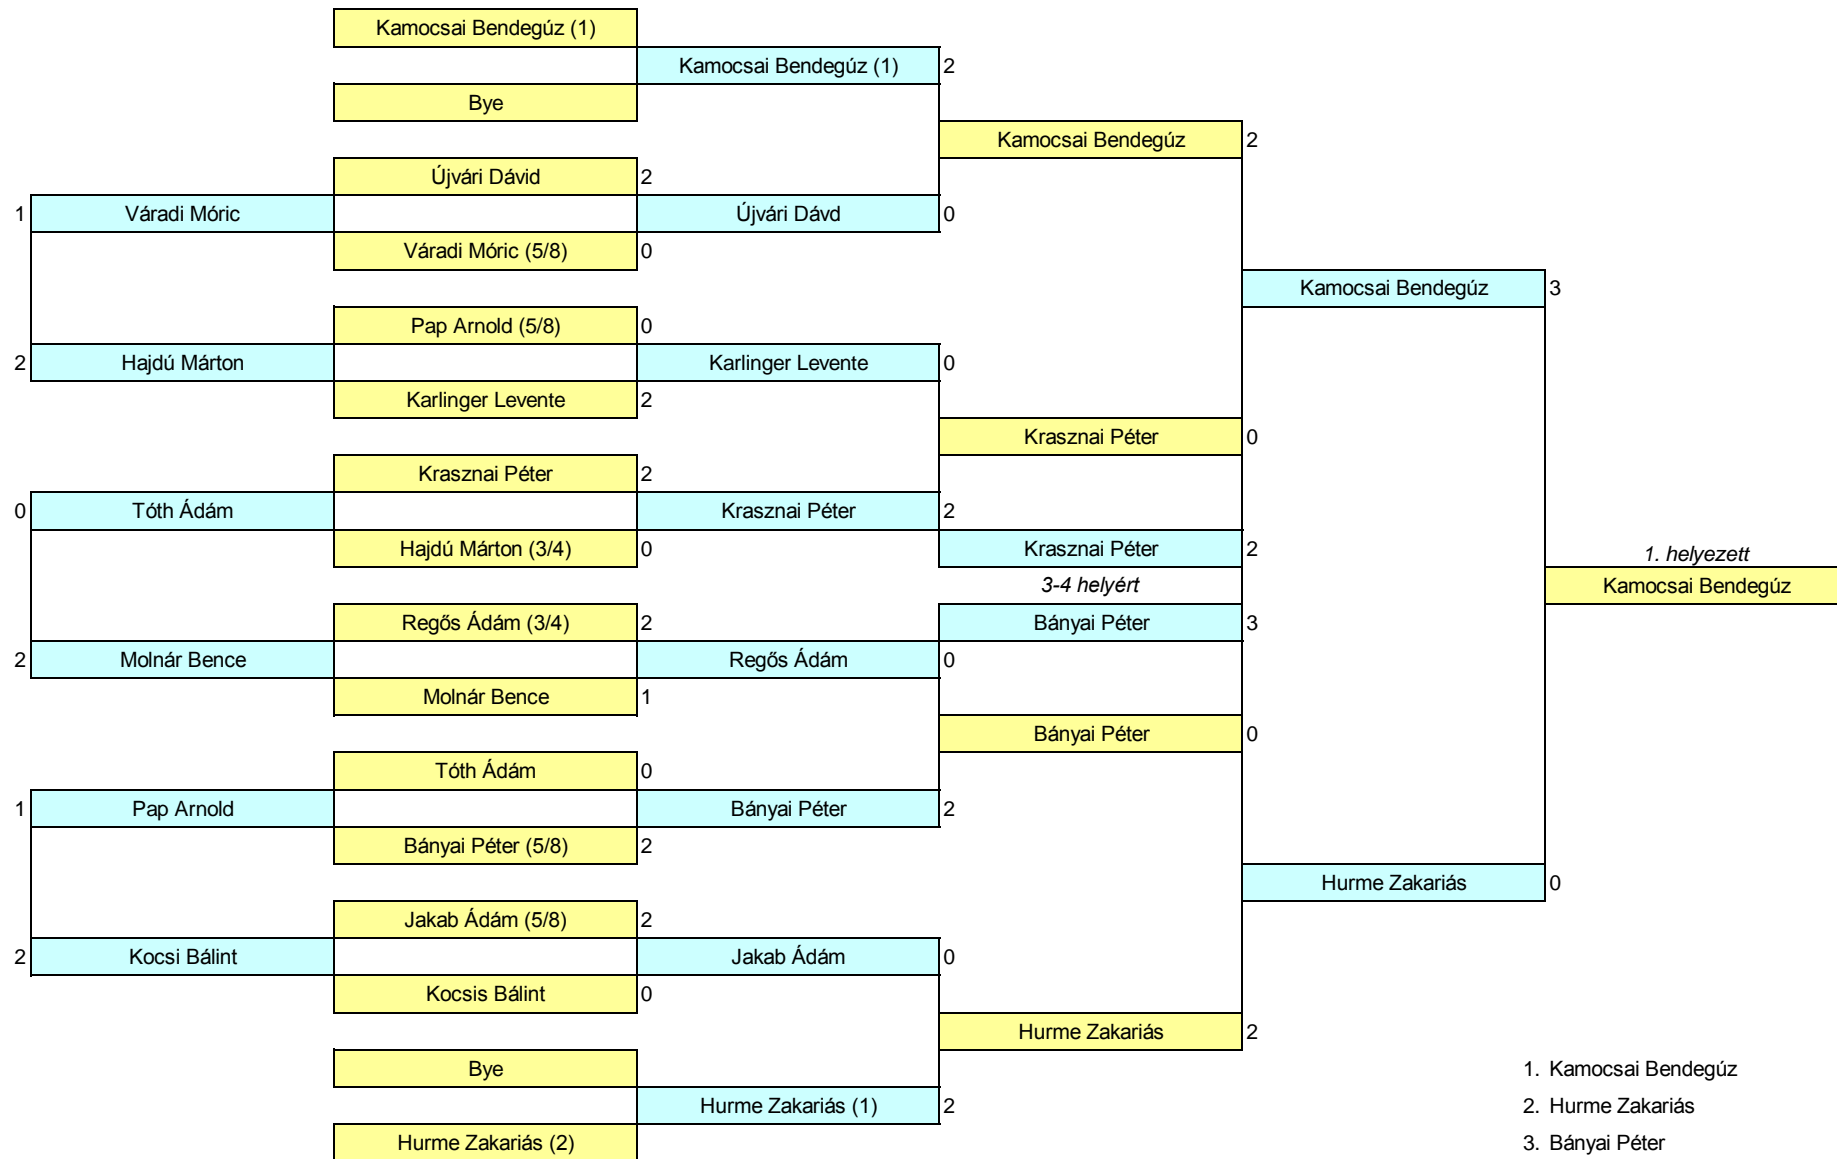 Kamocsai Bendegúz (1)
Kamocsai Bendegúz (1) 2
Bye
Kamocsai Bendegúz 2
Újvári Dávid 2
1 Váradi Móric Újvári Dávd 0
Váradi Móric (5/8) 0
Kamocsai Bendegúz 3
Pap Arnold (5/8) 0
2 Hajdú Márton Karlinger Levente 0
Karlinger Levente 2
Krasznai Péter 0
Krasznai Péter 2
0 Tóth Ádám Krasznai Péter 2
Hajdú Márton (3/4) 0 Krasznai Péter 2
1. helyezett
3-4 helyért Kamocsai Bendegúz
Regős Ádám (3/4) 2 Bányai Péter 3
2 Molnár Bence Regős Ádám 0
Molnár Bence 1
Bányai Péter 0
Tóth Ádám 0
1 Pap Arnold Bányai Péter 2
Bányai Péter (5/8) 2
Hurme Zakariás 0
Jakab Ádám (5/8) 2
2 Kocsi Bálint Jakab Ádám 0
Kocsis Bálint 0
Hurme Zakariás 2
Bye 1. Kamocsai Bendegúz
Hurme Zakariás (1) 2 2. Hurme Zakariás
Hurme Zakariás (2) 3. Bányai Péter